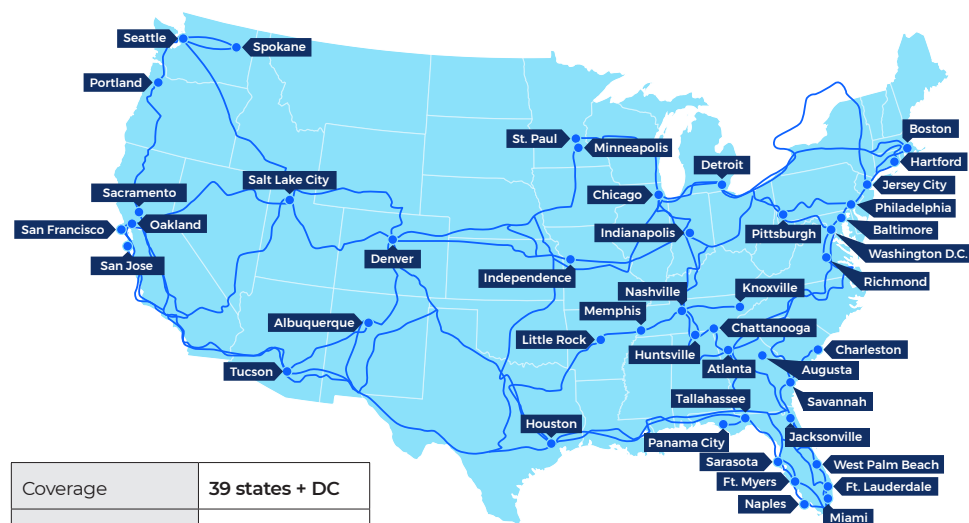 Seattle
Spokane
Portland
St. Paul
Minneapolis
Boston
Detroit
Hartford
Salt Lake City
Jersey City
Sacramento
Chicago
Philadelphia
San Francisco
Oakland
Indianapolis
Pittsburgh
Baltimore
Washington D.C.
San Jose
Denver
Independence
Richmond
Nashville
Knoxville
Memphis
Albuquerque
Chattanooga
Little Rock
Huntsville
Charleston
Tucson
Atlanta
Augusta
Tallahassee
Savannah
Houston
Panama City
Jacksonville
Sarasota
West Palm Beach
Ft. Myers
Ft. Lauderdale
Naples
Miami
Coverage 39 states + DC